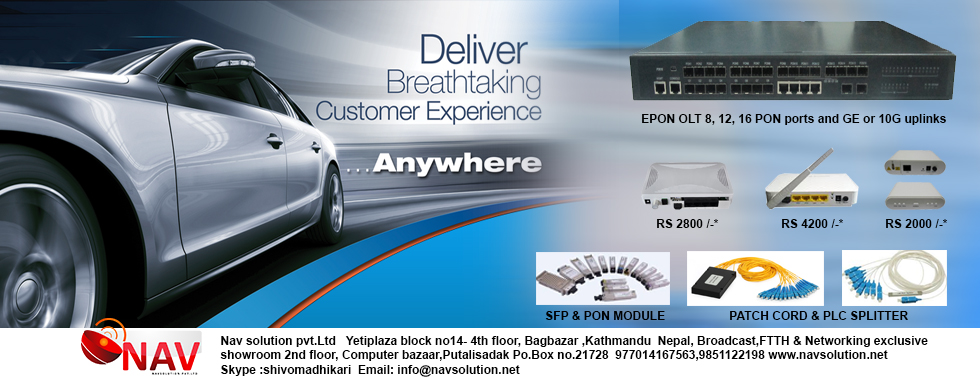 Deliver
Breathtaking
Customer Experience
...Anywhere
EPON OLT 8, 12, 16 PON ports and GE or 10G uplinks
RS 2800 /-*
RS 4200 /-*
RS 2000 /-*
SFP & PON MODULE
PATCH CORD & PLC SPLITTER
NAV
NAVSOLUTION PVT.LTD
Nav solution pvt.Ltd Yetiplaza block no14- 4th floor, Bagbazar ,Kathmandu Nepal, Broadcast,FTTH & Networking exclusive
showroom 2nd floor, Computer bazaar,Putalisadak Po.Box no.21728 977014167563,9851122198 www.navsolution.net
Skype :shivomadhikari Email: info@navsolution.net